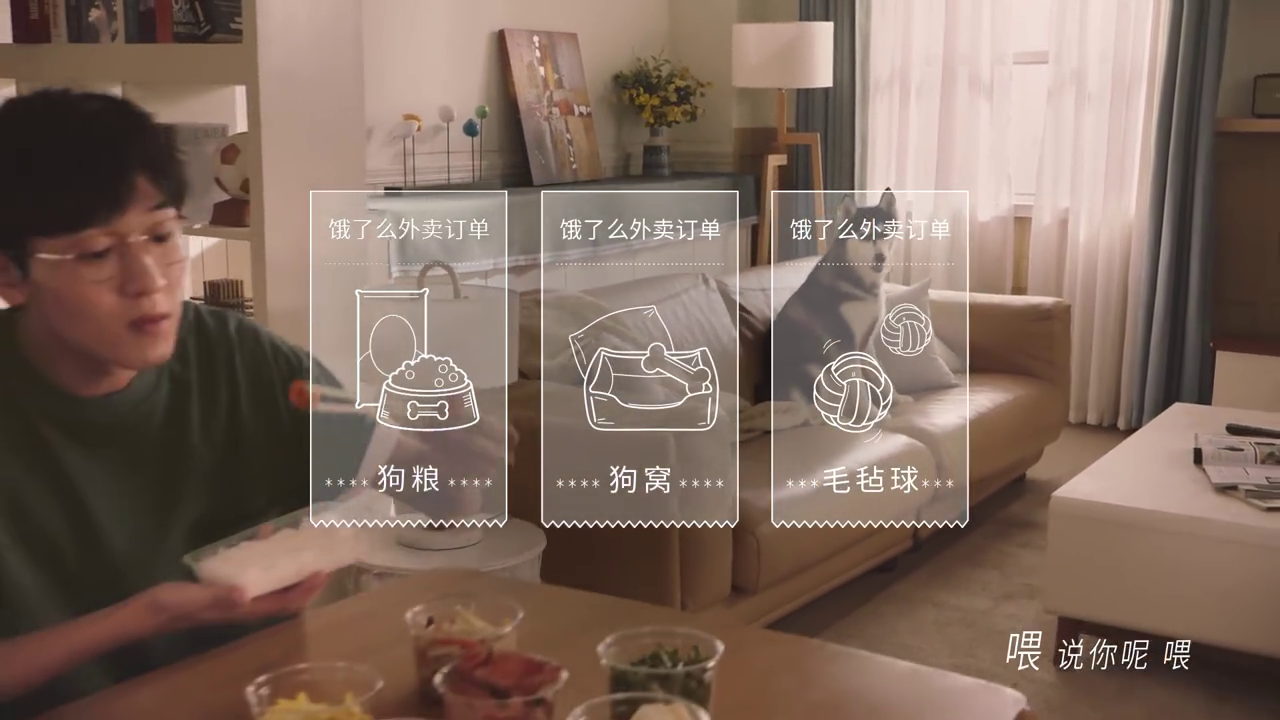 饿了么外卖订单
**** 狗粮 ****
饿了么外卖订单
**** 狗窝 ****
饿了么外卖订单
***毛毡球***
喂 说你呢 喂